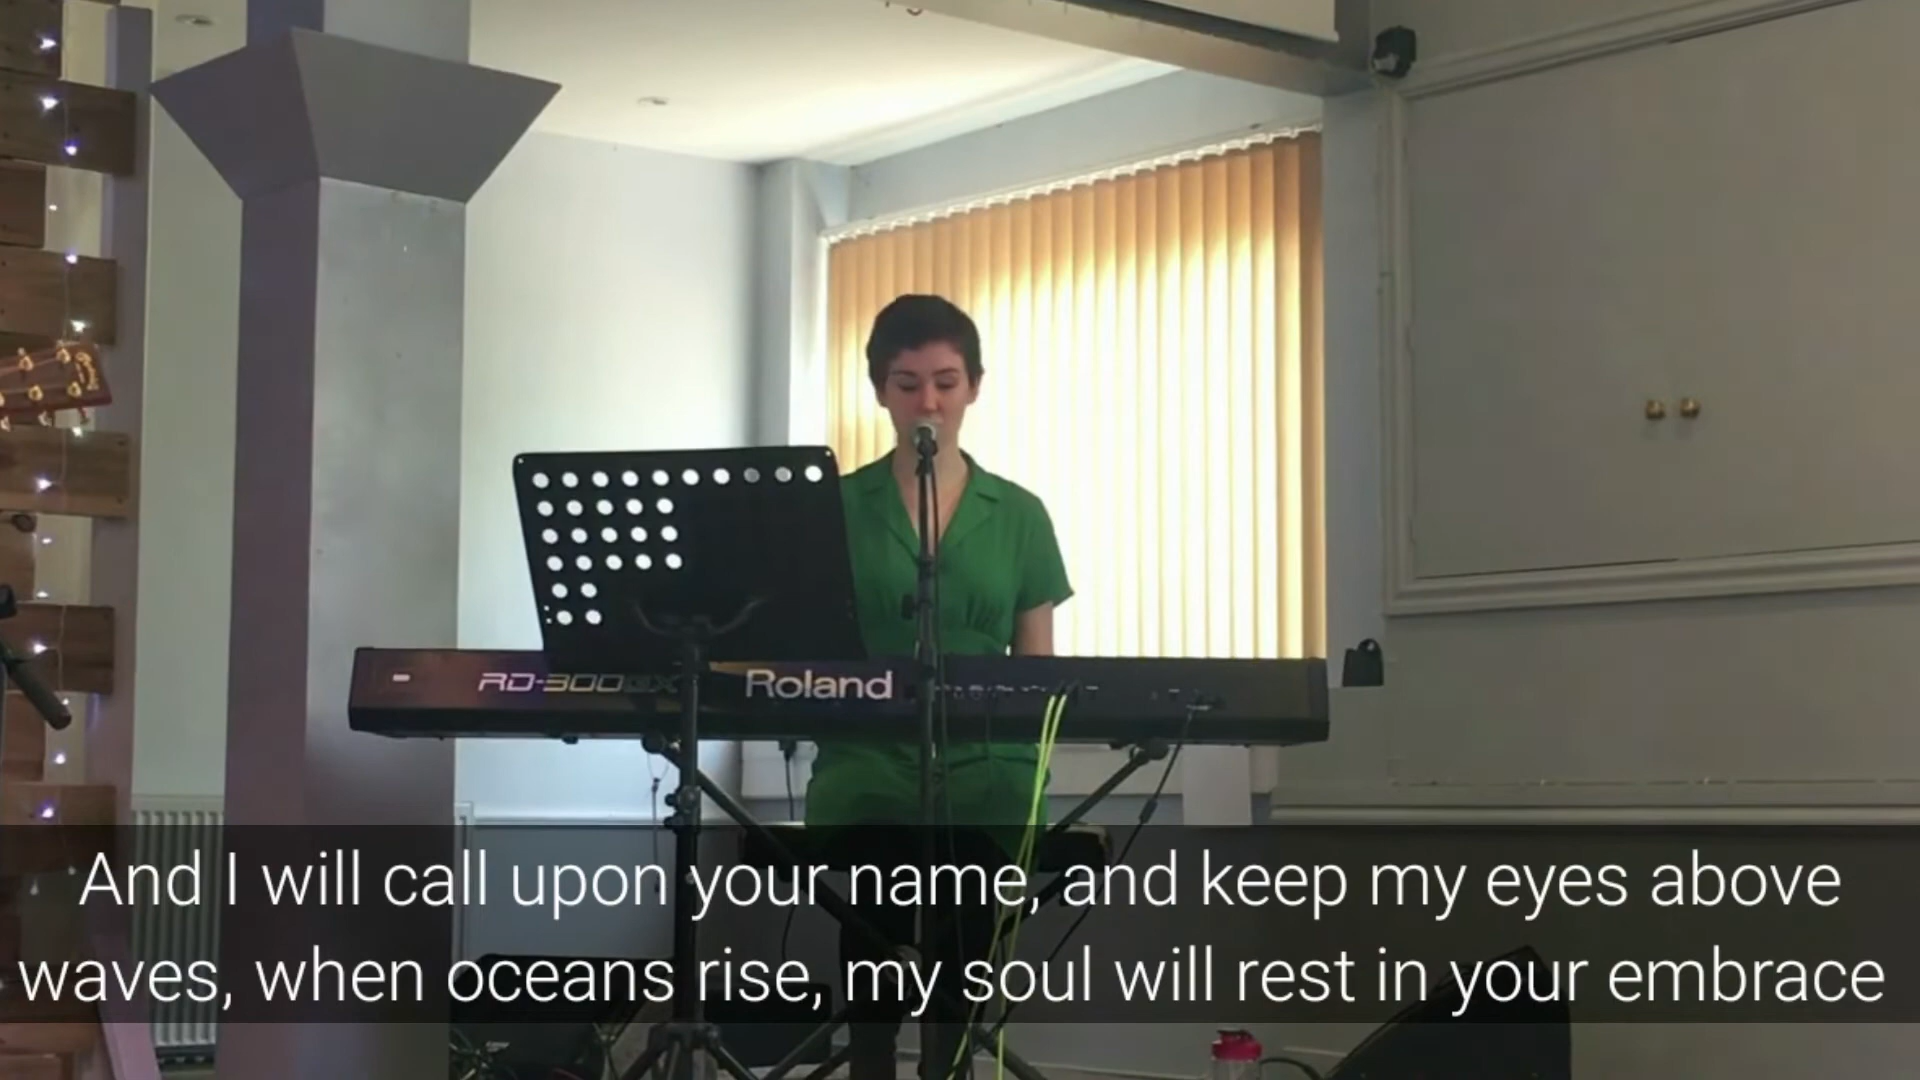 RD-300GX
Roland
And I will call upon your name, and keep my eyes above
waves, when oceans rise, my soul will rest in your embrace